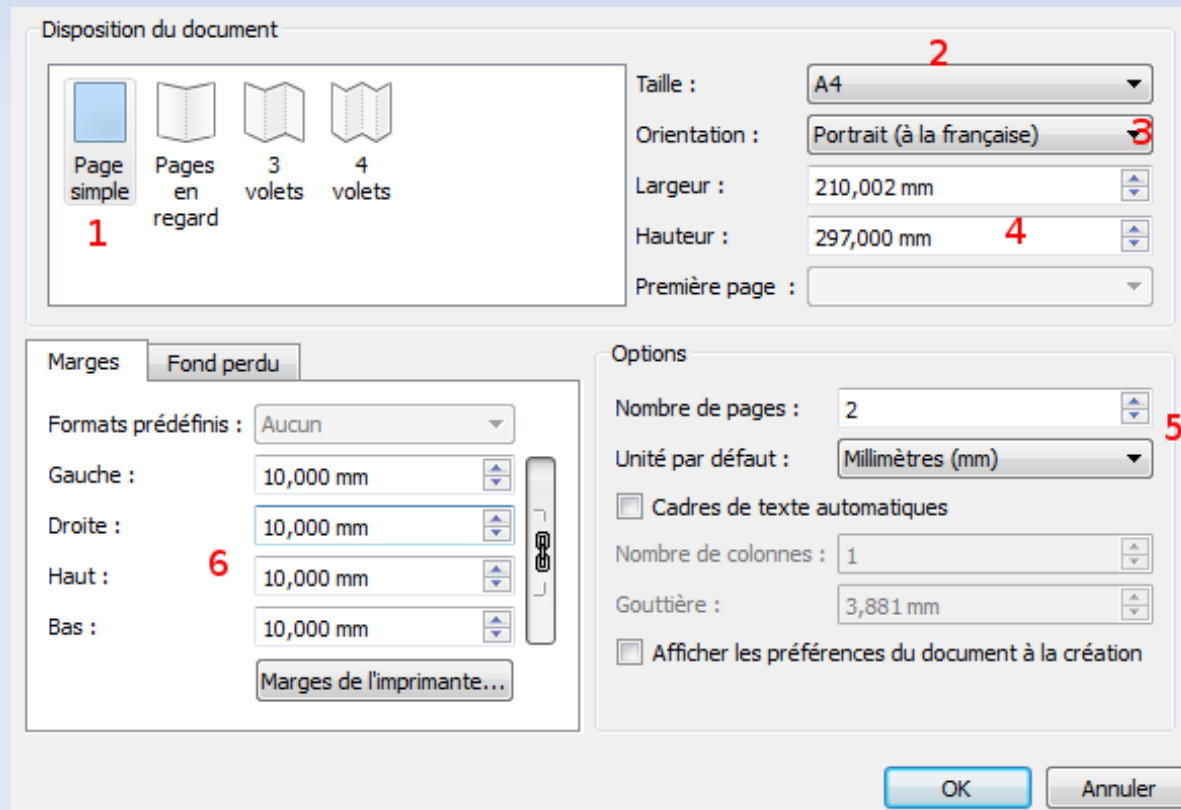 Disposition du document
2
Taille : A4
Orientation : Portrait (à la française) 3
Page simple
Pages en regard
3 volets
4 volets
1
Largeur : 210,002 mm
Hauteur : 297,000 mm 4
Première page :
Marges Fond perdu
Formats prédéfinis : Aucun
Gauche : 10,000 mm
Droite : 10,000 mm
6
Haut : 10,000 mm
Bas : 10,000 mm
Marges de l'imprimante...
Options
Nombre de pages : 2
5
Unité par défaut : Millimètres (mm)
Cadres de texte automatiques
Nombre de colonnes : 1
Gouttière : 3,881 mm
Afficher les préférences du document à la création
OK Annuler